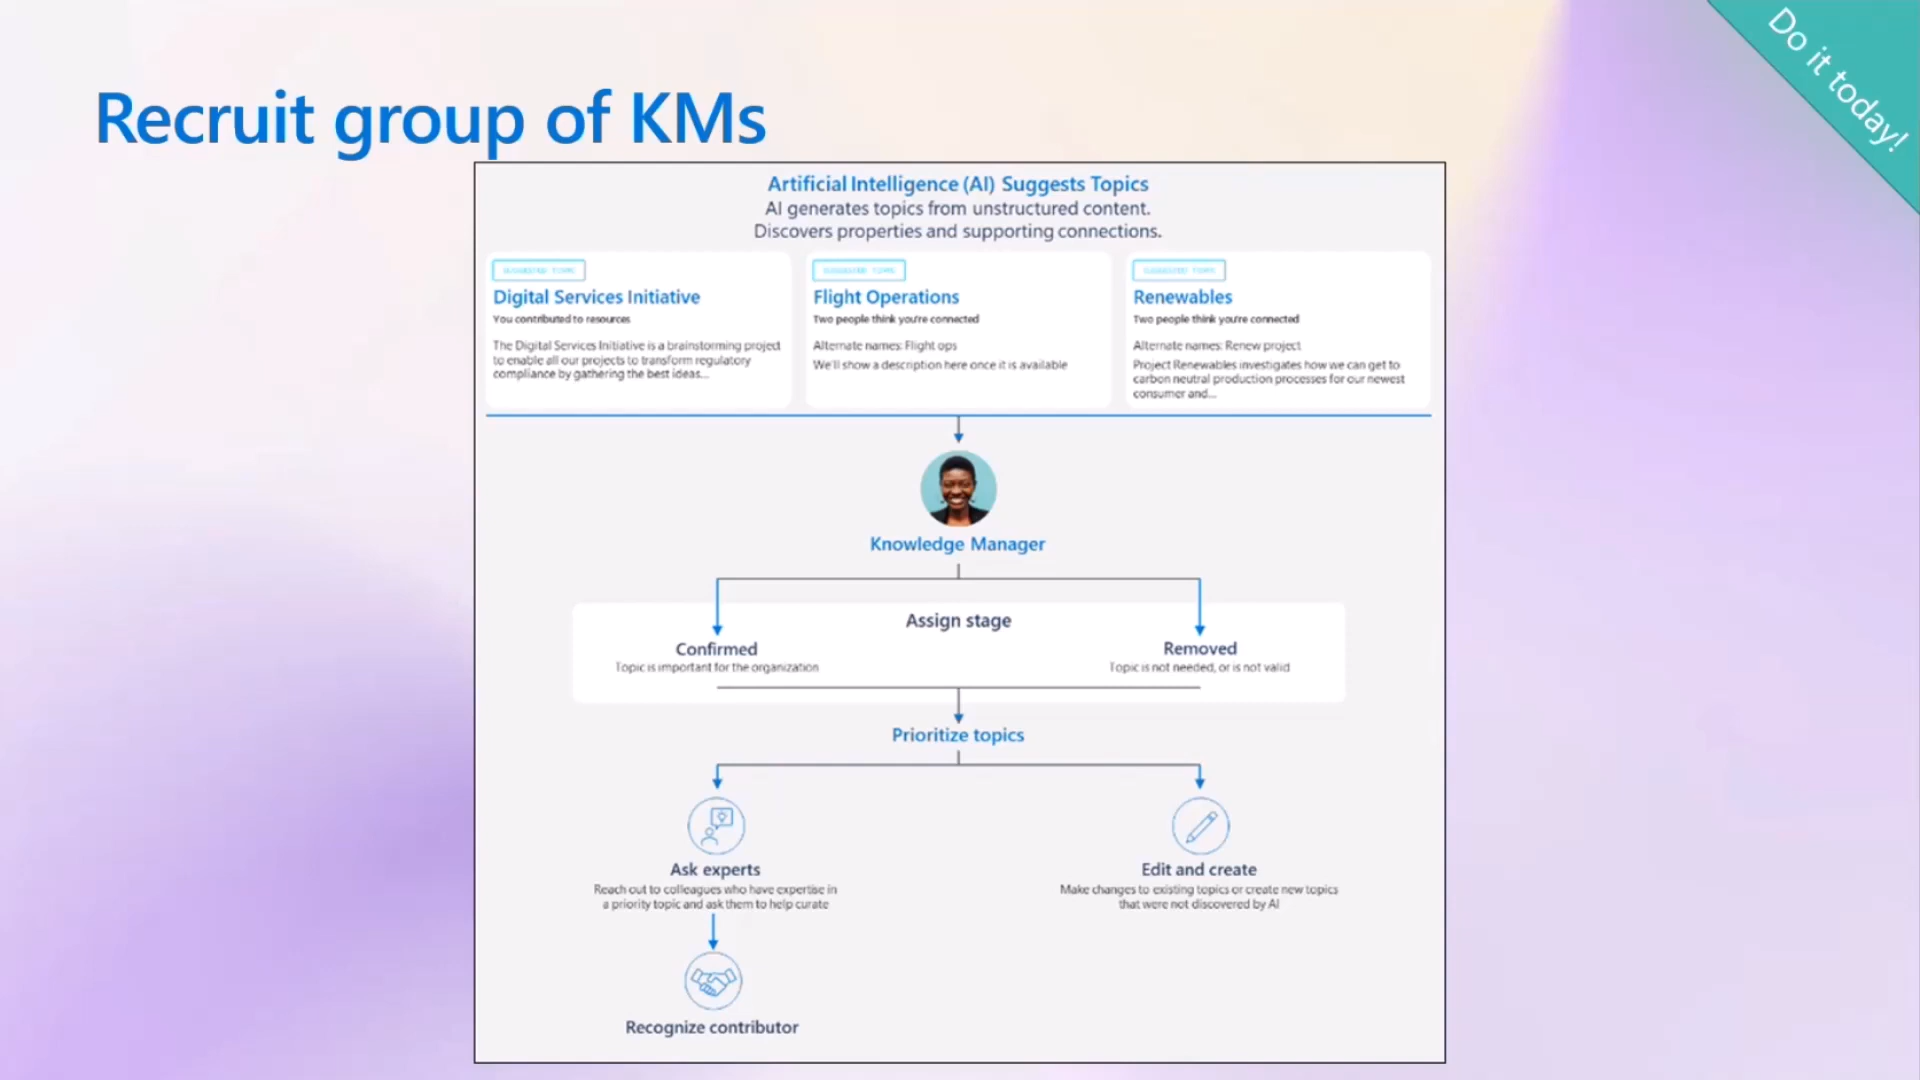 Do it today!
Recruit group of KMs
Artificial Intelligence (AI) Suggests Topics
AI generates topics from unstructured content.
Discovers properties and supporting connections.
SUGGESTED TOPIC
Digital Services Initiative
You contributed to resources
The Digital Services Initiative is a brainstorming project
to enable all our projects to transform regulatory
compliance by gathering the best ideas...
SUGGESTED TOPIC
Flight Operations
Two people think you're connected
Alternate names: Flight ops
We'll show a description here once it is available
SUGGESTED TOPIC
Renewables
Two people think you're connected
Alternate names: Renew project
Project Renewables investigates how we can get to
carbon neutral production processes for our newest
consumer and...
Knowledge Manager
Assign stage
Confirmed
Topic is important for the organization
Removed
Topic is not needed, or is not valid
Prioritize topics
Ask experts
Reach out to colleagues who have expertise in
a priority topic and ask them to help curate
Edit and create
Make changes to existing topics or create new topics
that were not discovered by AI
Recognize contributor